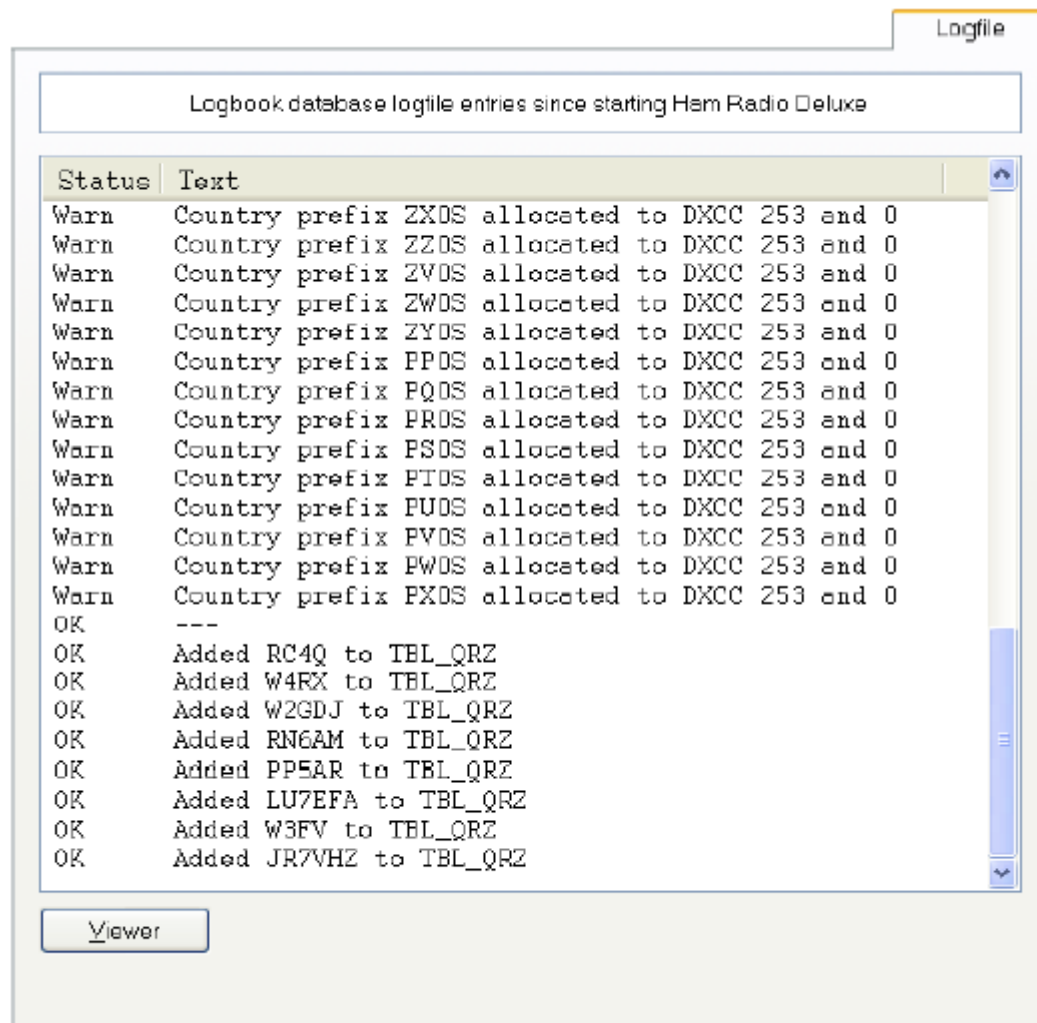 Logfile
Logbook database logfile entries since starting Ham Radio Deluxe
Status Text
Warn Country prefix ZX0S allocated to DXCC 253 and 0
Warn Country prefix ZZ0S allocated to DXCC 253 and 0
Warn Country prefix ZV0S allocated to DXCC 253 and 0
Warn Country prefix ZW0S allocated to DXCC 253 and 0
Warn Country prefix ZY0S allocated to DXCC 253 and 0
Warn Country prefix PP0S allocated to DXCC 253 and 0
Warn Country prefix PQ0S allocated to DXCC 253 and 0
Warn Country prefix PR0S allocated to DXCC 253 and 0
Warn Country prefix PS0S allocated to DXCC 253 and 0
Warn Country prefix PT0S allocated to DXCC 253 and 0
Warn Country prefix PU0S allocated to DXCC 253 and 0
Warn Country prefix PV0S allocated to DXCC 253 and 0
Warn Country prefix PW0S allocated to DXCC 253 and 0
Warn Country prefix PX0S allocated to DXCC 253 and 0
OK ---
OK Added RC4Q to TBL_QRZ
OK Added W4RX to TBL_QRZ
OK Added W2GDJ to TBL_QRZ
OK Added RN6AM to TBL_QRZ
OK Added PP5AR to TBL_QRZ
OK Added LU7EFA to TBL_QRZ
OK Added W3FV to TBL_QRZ
OK Added JR7VHZ to TBL_QRZ
Viewer